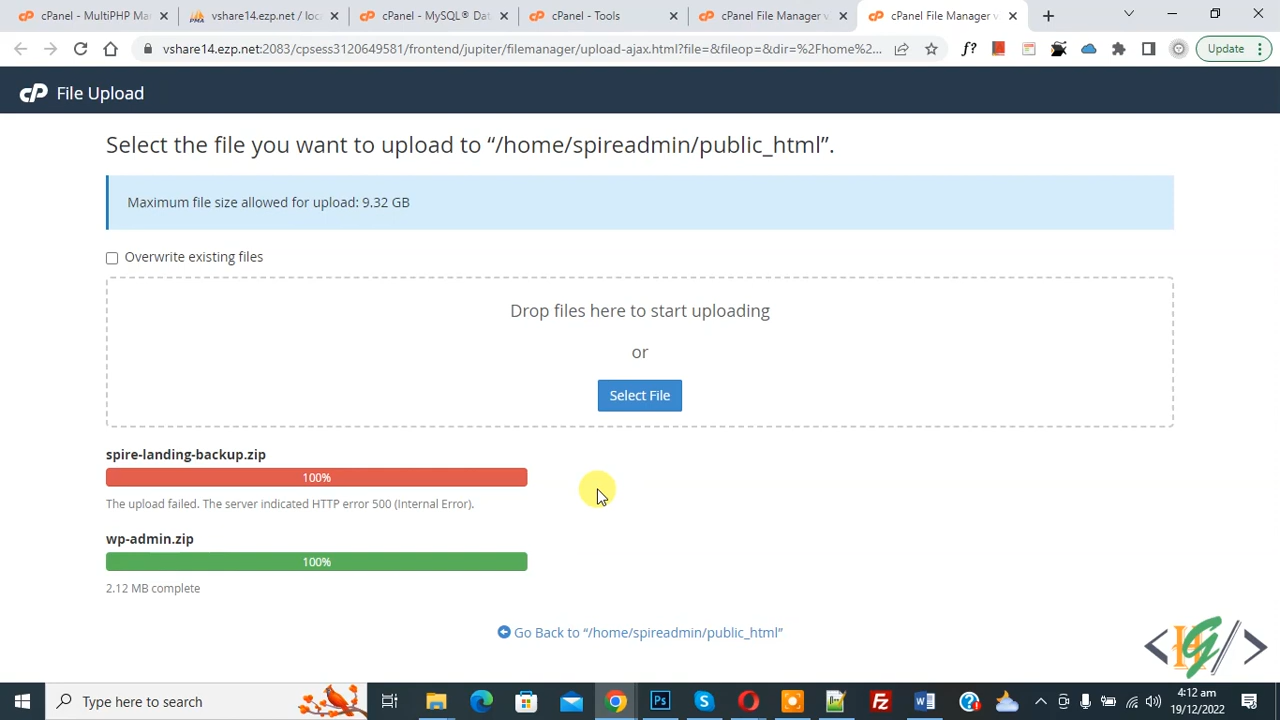 cPanel - MultiPHP Ma
vshare14.ezp.net / loc
cPanel - MySQL® Dat
cPanel - Tools
cPanel File Manager v
cPanel File Manager v
vshare14.ezp.net:2083/cpsess3120649581/frontend/jupiter/filemanager/upload-ajax.html?file=&fileop=&dir=%2Fhome%2...
f?
Update
cP File Upload
Select the file you want to upload to “/home/spireadmin/public_html”.
Maximum file size allowed for upload: 9.32 GB
Overwrite existing files
Drop files here to start uploading
or
Select File
spire-landing-backup.zip
100%
The upload failed. The server indicated HTTP error 500 (Internal Error).
wp-admin.zip
100%
2.12 MB complete
Go Back to “/home/spireadmin/public_html”
Type here to search
4:12 am
19/12/2022